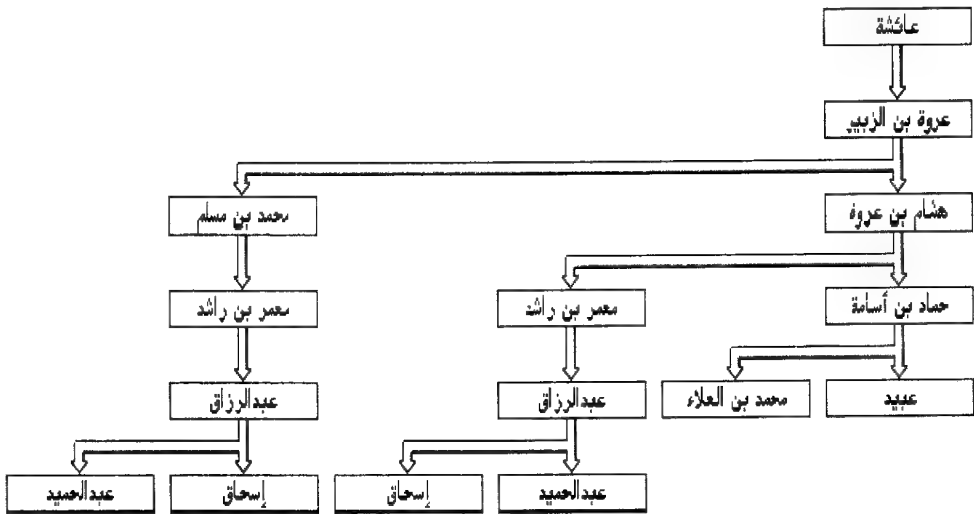 عائشة
عروة بن الزبير
هشام بن عروة
محمد بن مسلم
حماد بن أسامة
معمر بن راشد
معمر بن راشد
عبيد
محمد بن العلاء
عبدالرزاق
عبدالرزاق
عبدالحميد
إسحاق
إسحاق
عبدالحميد